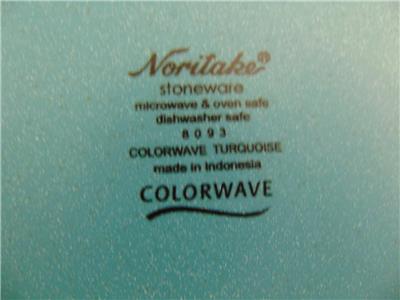 Noritake®
stoneware
microwave & oven safe
dishwasher safe
8093
COLORWAVE TURQUOISE
made in Indonesia
COLORWAVE